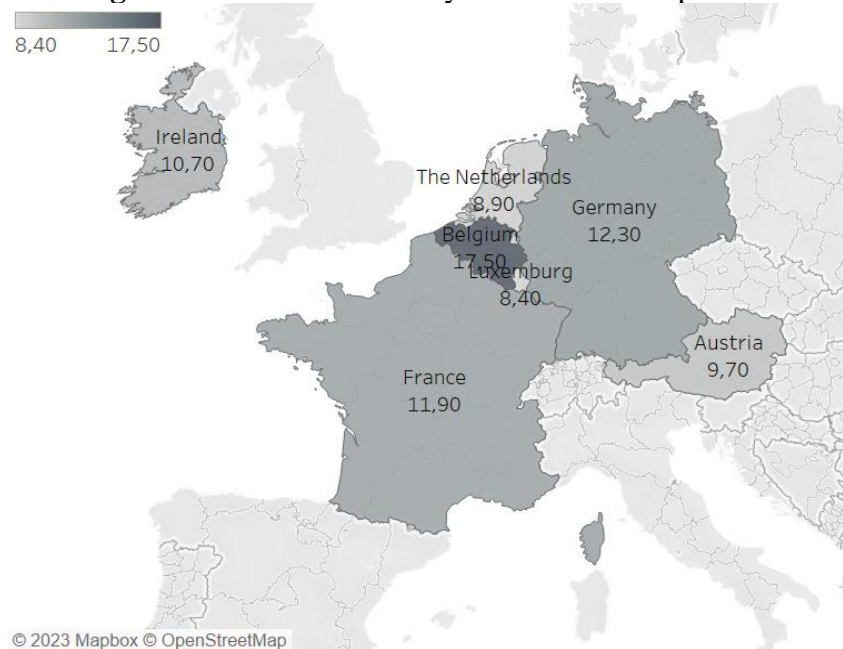 8,40 17,50
Ireland
10,70
The Netherlands
8,90
Germany
12,30
Belgium
17,50
Luxemburg
8,40
Austria
9,70
France
11,90
© 2023 Mapbox © OpenStreetMap